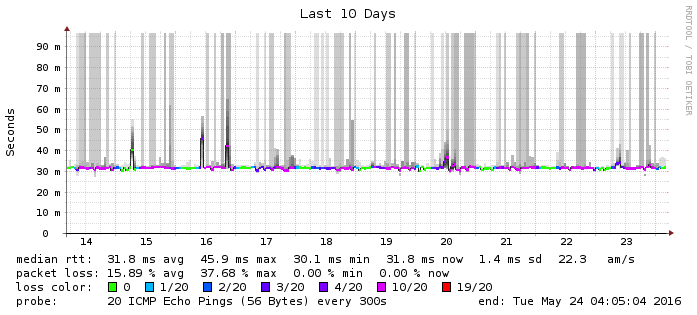 Last 10 Days
RRDTOOL / TOBI OETIKER
Seconds
90 m
80 m
70 m
60 m
50 m
40 m
30 m
20 m
10 m
0
14 15 16 17 18 19 20 21 22 23
median rtt: 31.8 ms avg 45.9 ms max 30.1 ms min 31.8 ms now 1.4 ms sd 22.3 am/s
packet loss: 15.89 % avg 37.68 % max 0.00 % min 0.00 % now
loss color: 0 1/20 2/20 3/20 4/20 10/20 19/20
probe: 20 ICMP Echo Pings (56 Bytes) every 300s end: Tue May 24 04:05:04 2016